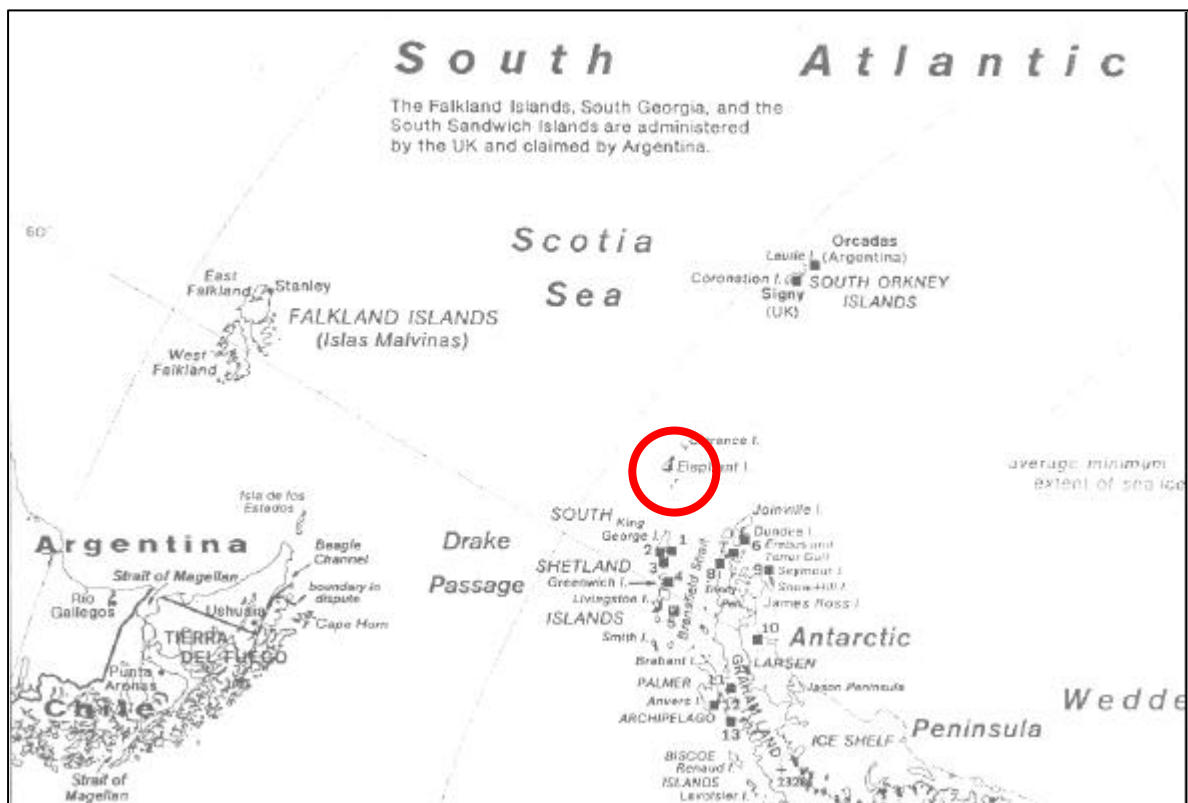 South Atlantic
The Falkland Islands, South Georgia, and the
South Sandwich Islands are administered
by the UK and claimed by Argentina.
60°
Scotia
Sea
Orcadas
(Argentina)
Laurie I.
Coronation I.
SOUTH ORKNEY
ISLANDS
Signy
(UK)
East
Falkland
Stanley
FALKLAND ISLANDS
(Islas Malvinas)
West
Falkland
Elephant I.
average minimum
extent of sea ice
Isla de los
Estados
Argentina
Beagle
Channel
Strait of Magellan
boundary in
dispute
Rio
Gallegos
Ushuaia
Cape Horn
TIERRA
DEL FUEGO
Punta
Arenas
Chile
Strait of
Magellan
Drake
Passage
SOUTH
SHETLAND
ISLANDS
King
George I.
2
1
3
Greenwich I.
4
Livingston I.
Smith I.
Bransfield Strait
Joinville I.
Dundee I.
6
Erebus and
Terror Gulf
8
9
Seymour I.
Snow Hill I.
James Ross I.
10
Antarctic
Peninsula
Brabant I.
LARSEN
ICE SHELF
PALMER
ARCHIPELAGO
Anvers I.
11
12
13
GRAHAM LAND
Jason Peninsula
Wedde
BISCOE
ISLANDS
Renaud I.
Lavoisier I.